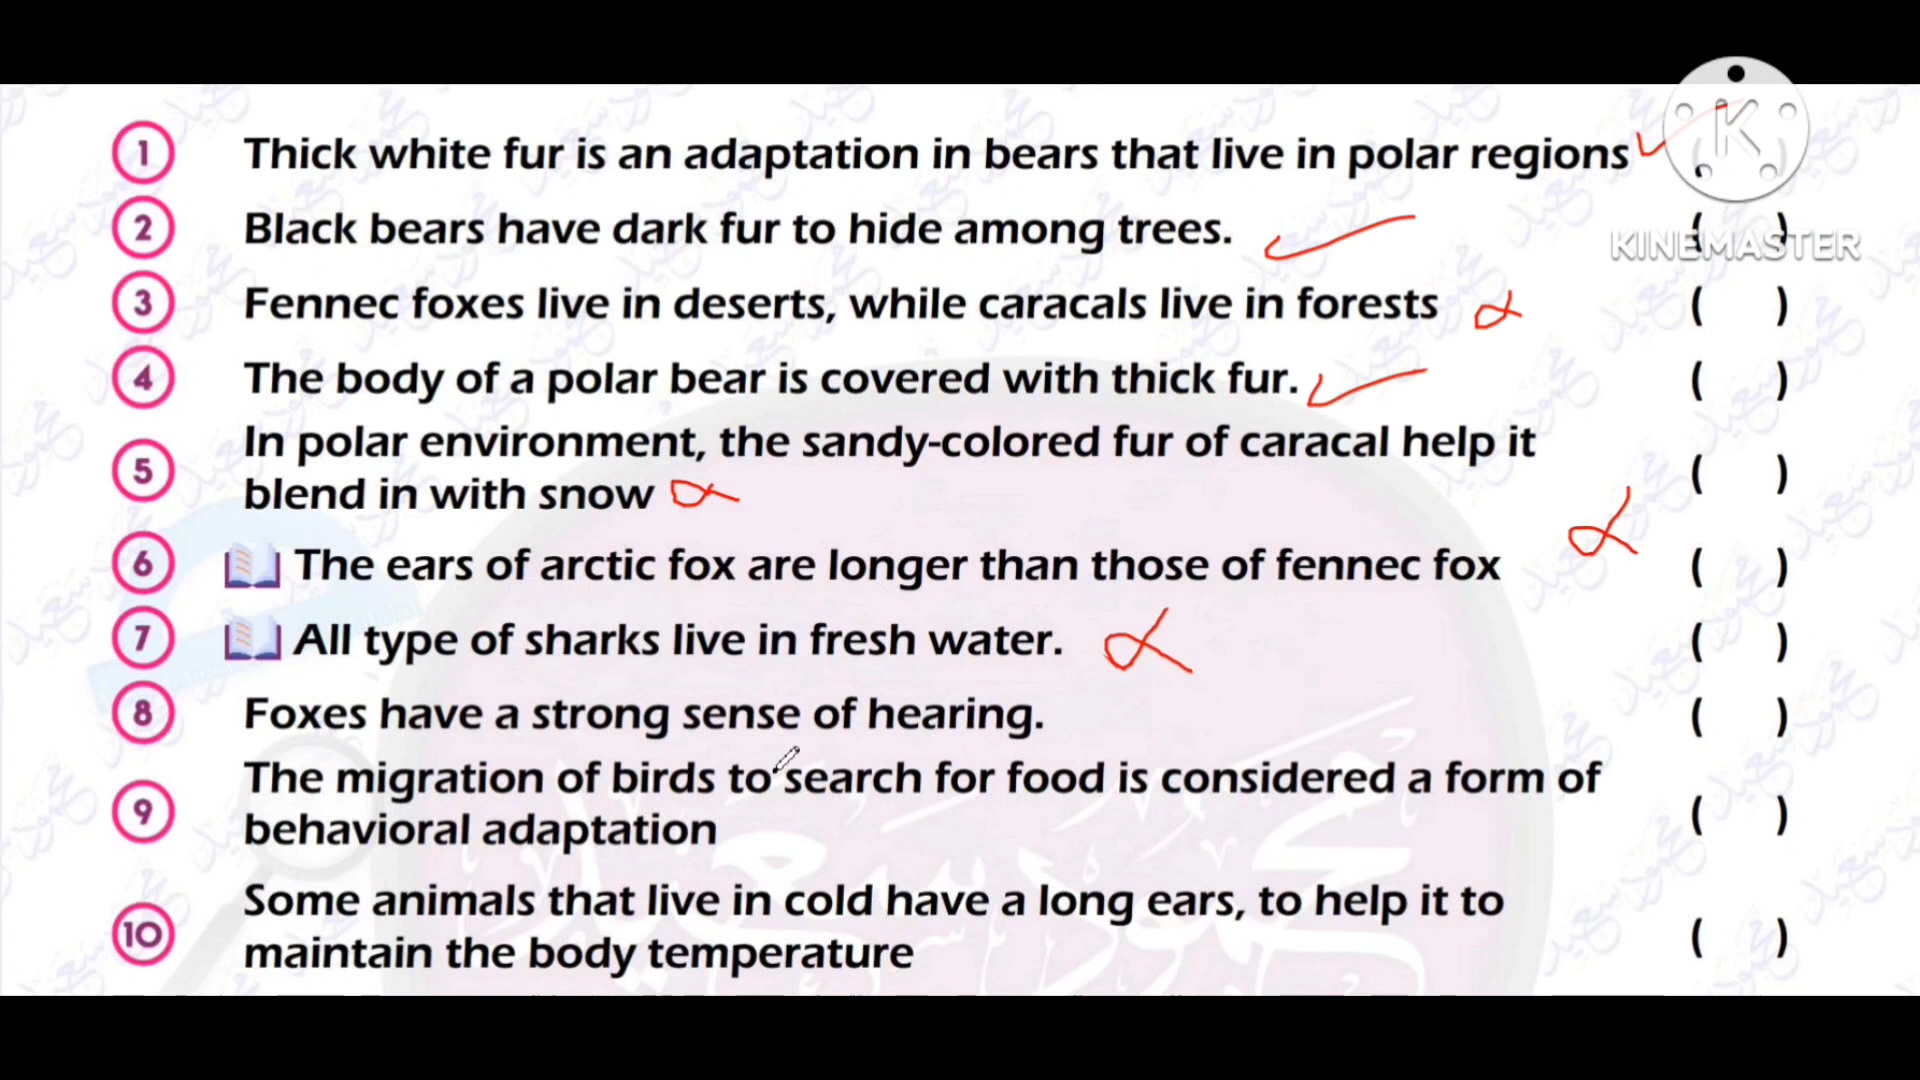 1 Thick white fur is an adaptation in bears that live in polar regions ( )
2 Black bears have dark fur to hide among trees. ( )
KINEMASTER
3 Fennec foxes live in deserts, while caracals live in forests ( )
4 The body of a polar bear is covered with thick fur. ( )
5 In polar environment, the sandy-colored fur of caracal help it
blend in with snow ( )
6 The ears of arctic fox are longer than those of fennec fox ( )
7 All type of sharks live in fresh water. ( )
8 Foxes have a strong sense of hearing. ( )
9 The migration of birds to search for food is considered a form of
behavioral adaptation ( )
10 Some animals that live in cold have a long ears, to help it to
maintain the body temperature ( )